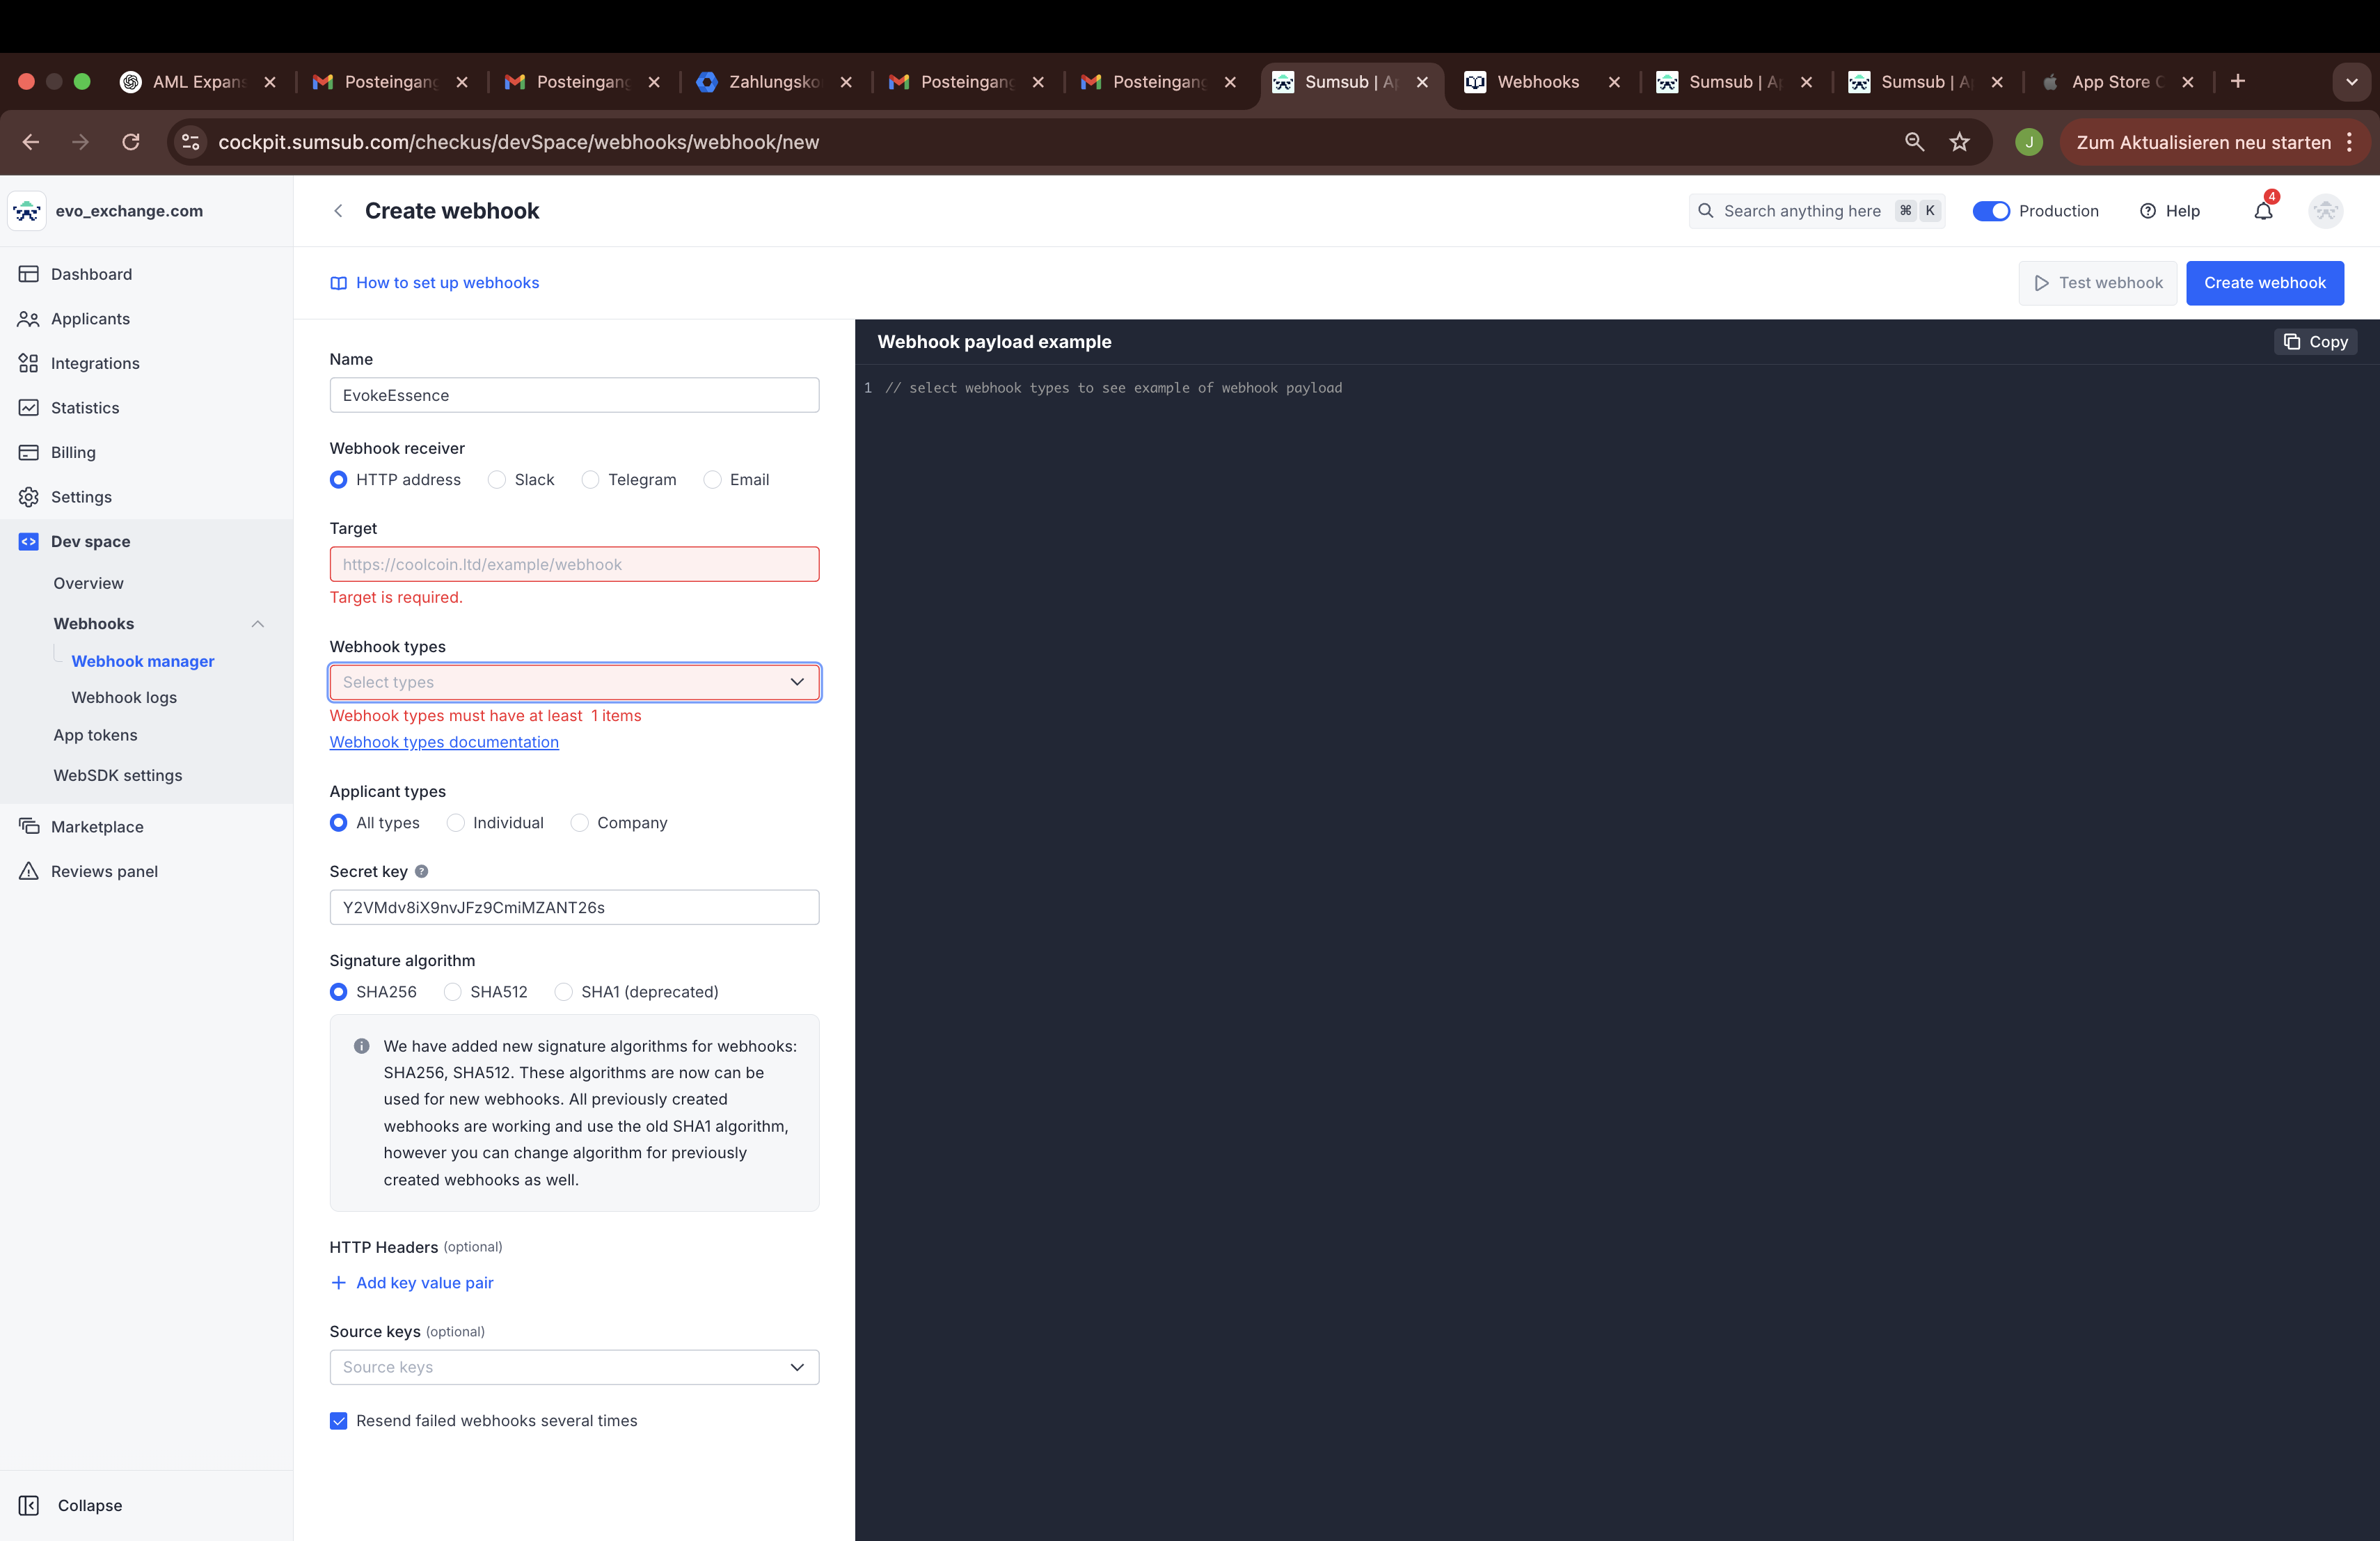 AML Expans
Posteingang
Posteingang
Zahlungsko
Posteingang
Posteingang
Sumsub | Ap
Webhooks
Sumsub | Ap
Sumsub | Ap
App Store C
cockpit.sumsub.com/checkus/devSpace/webhooks/webhook/new
J
Zum Aktualisieren neu starten
evo_exchange.com
Create webhook
Search anything here ⌘ K
Production
Help
4
Dashboard
Applicants
Integrations
Statistics
Billing
Settings
Dev space
Overview
Webhooks
Webhook manager
Webhook logs
App tokens
WebSDK settings
Marketplace
Reviews panel
Collapse
How to set up webhooks
Test webhook
Create webhook
Name
EvokeEssence
Webhook receiver
HTTP address Slack Telegram Email
Target
https://coolcoin.ltd/example/webhook
Target is required.
Webhook types
Select types
Webhook types must have at least 1 items
Webhook types documentation
Applicant types
All types Individual Company
Secret key ?
Y2VMdv8iX9nvJFz9CmiMZANT26s
Signature algorithm
SHA256 SHA512 SHA1 (deprecated)
We have added new signature algorithms for webhooks:
SHA256, SHA512. These algorithms are now can be
used for new webhooks. All previously created
webhooks are working and use the old SHA1 algorithm,
however you can change algorithm for previously
created webhooks as well.
HTTP Headers (optional)
+ Add key value pair
Source keys (optional)
Source keys
Resend failed webhooks several times
Webhook payload example
Copy
1 // select webhook types to see example of webhook payload